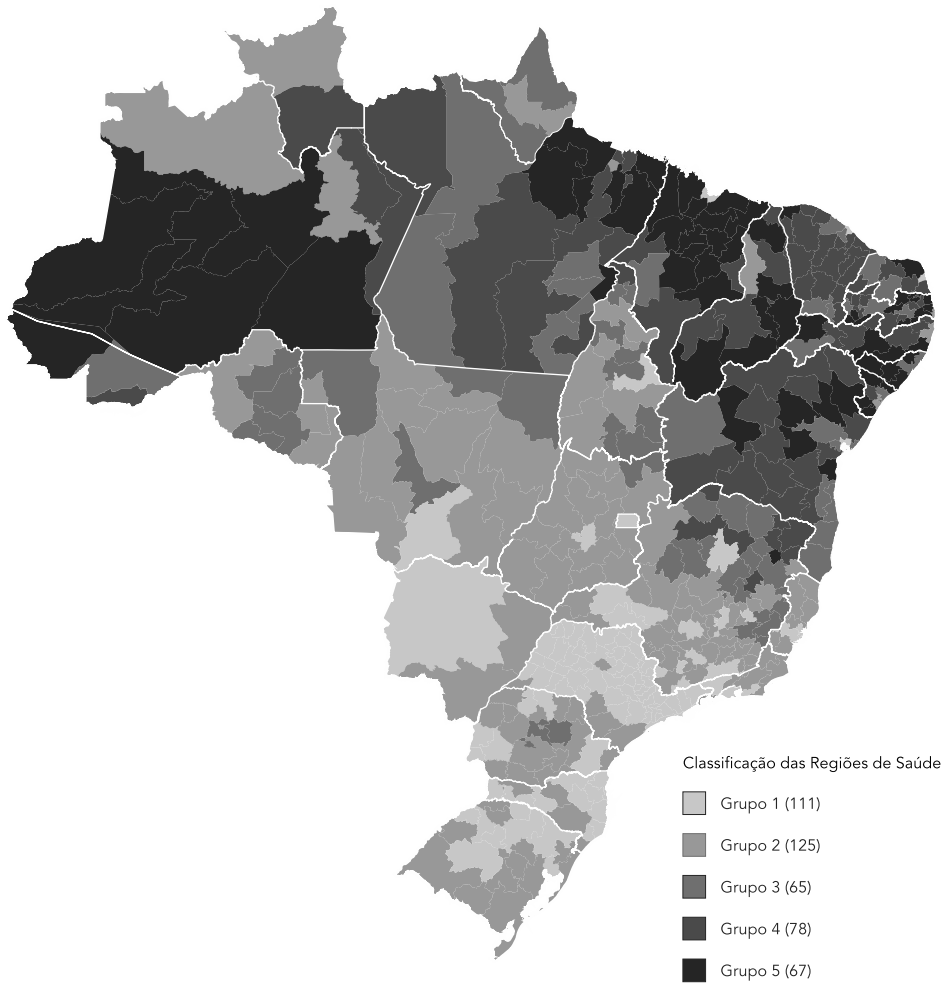 Classificação das Regiões de Saúde
Grupo 1 (111)
Grupo 2 (125)
Grupo 3 (65)
Grupo 4 (78)
Grupo 5 (67)